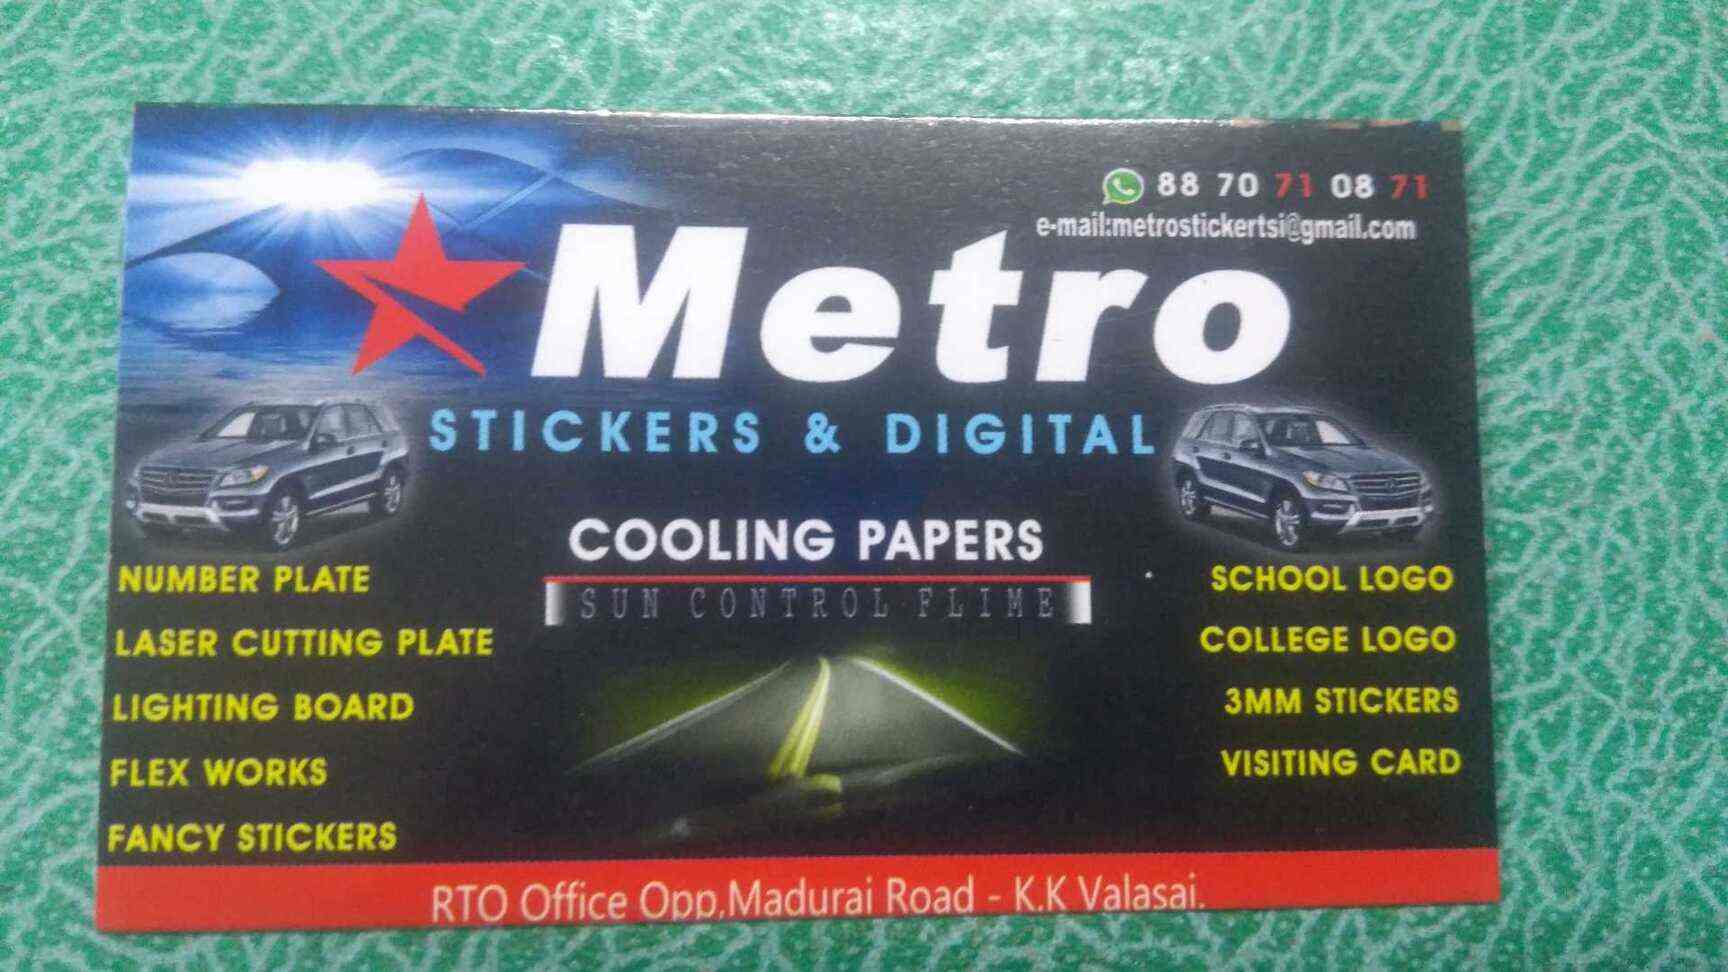 88 70 71 08 71
e-mail:metrostickertsi@gmail.com
Metro
STICKERS & DIGITAL
COOLING PAPERS
SUN CONTROL FLIME
NUMBER PLATE
LASER CUTTING PLATE
LIGHTING BOARD
FLEX WORKS
FANCY STICKERS
SCHOOL LOGO
COLLEGE LOGO
3MM STICKERS
VISITING CARD
RTO Office Opp,Madurai Road - K.K Valasai.